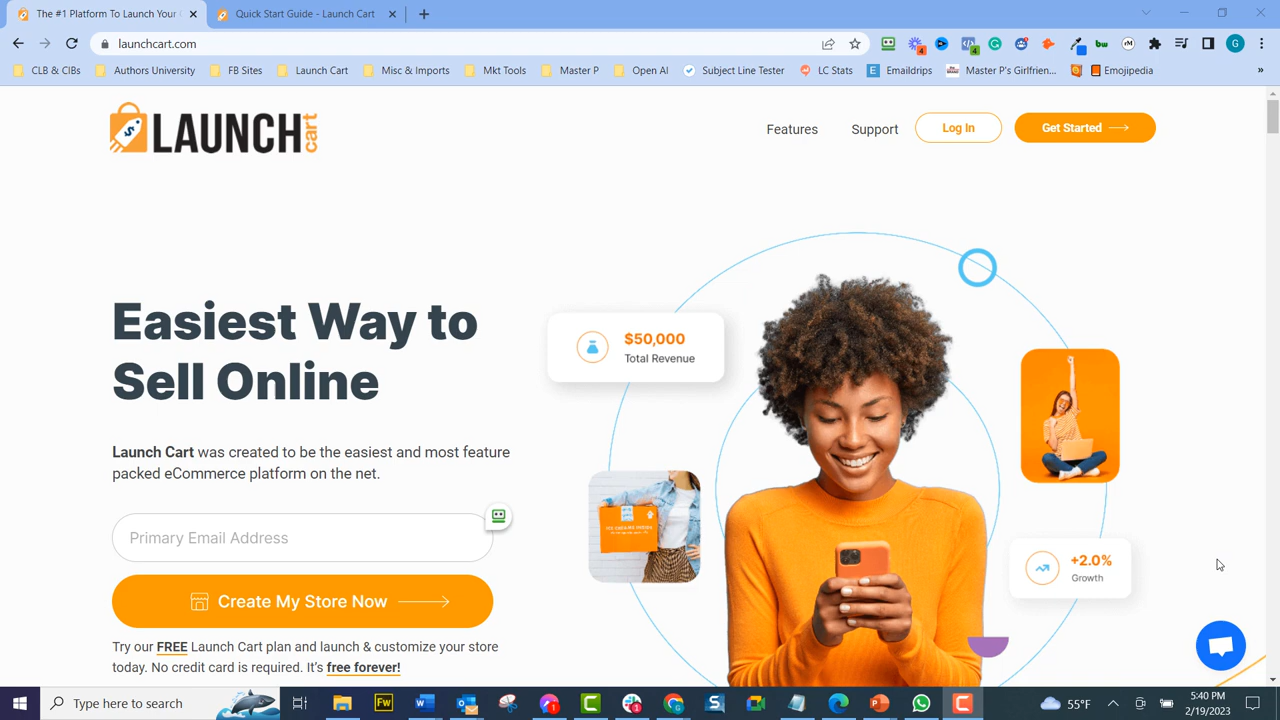 The #1 Platform To Launch Your
Quick Start Guide - Launch Cart
launchcart.com
4
4
G
CLB & CIBs
Authors University
FB Stuff
Launch Cart
Misc & Imports
Mkt Tools
Master P
Open AI
Subject Line Tester
LC Stats
Emaildrips
Master P's Girlfrien...
Emojipedia
»
LAUNCH cart
Features
Support
Log In
Get Started
Easiest Way to
Sell Online
$50,000
Total Revenue
Launch Cart was created to be the easiest and most feature
packed eCommerce platform on the net.
Primary Email Address
+2.0%
Growth
Create My Store Now
Try our FREE Launch Cart plan and launch & customize your store
today. No credit card is required. It's free forever!
Type here to search
Fw
55°F
5:40 PM
2/19/2023